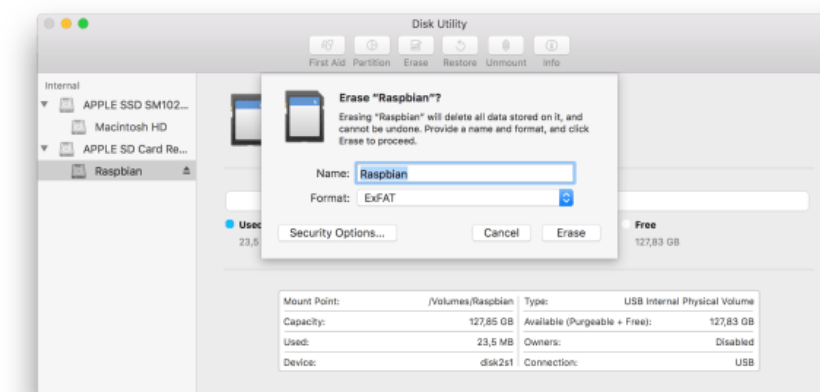 Disk Utility
First Aid Partition Erase Restore Unmount Info
Internal
APPLE SSD SM102...
Macintosh HD
APPLE SD Card Re...
Raspbian
Erase "Raspbian"?
Erasing "Raspbian" will delete all data stored on it, and
cannot be undone. Provide a name and format, and click
Erase to proceed.
Name: Raspbian
Format: ExFAT
Security Options... Cancel Erase
Used
23,5
Free
127,83 GB
Mount Point: /Volumes/Raspbian Type: USB Internal Physical Volume
Capacity: 127,85 GB Available (Purgeable + Free): 127,83 GB
Used: 23,5 MB Owners: Disabled
Device: disk2s1 Connection: USB